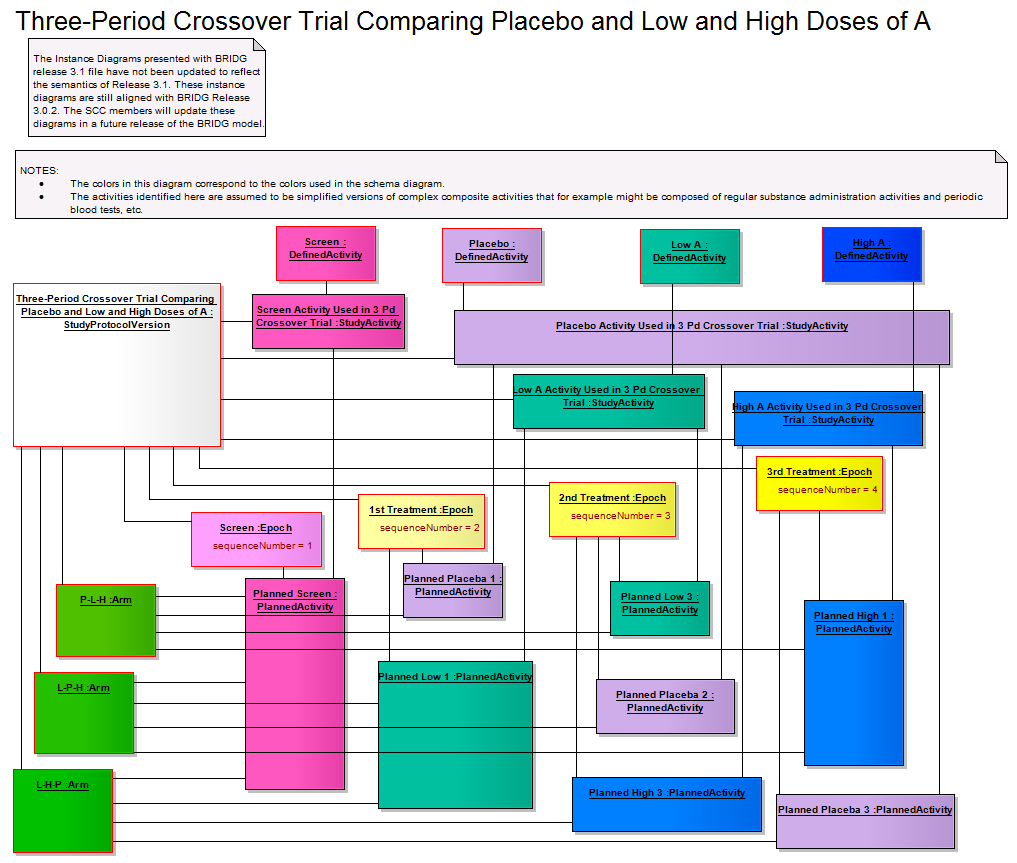 Three-Period Crossover Trial Comparing Placebo and Low and High Doses of A
The Instance Diagrams presented with BRIDG
release 3.1 file have not been updated to reflect
the semantics of Release 3.1. These instance
diagrams are still aligned with BRIDG Release
3.0.2. The SCC members will update these
diagrams in a future release of the BRIDG model.
NOTES:
• The colors in this diagram correspond to the colors used in the schema diagram.
• The activities identified here are assumed to be simplified versions of complex composite activities that for example might be composed of regular substance administration activities and periodic
blood tests, etc.
Screen :
DefinedActivity
Placebo :
DefinedActivity
Low A :
DefinedActivity
High A :
DefinedActivity
Three-Period Crossover Trial Comparing
Placebo and Low and High Doses of A :
StudyProtocolVersion
Screen Activity Used in 3 Pd
Crossover Trial :StudyActivity
Placebo Activity Used in 3 Pd Crossover Trial :StudyActivity
Low A Activity Used in 3 Pd Crossover
Trial :StudyActivity
High A Activity Used in 3 Pd Crossover
Trial :StudyActivity
3rd Treatment :Epoch
sequenceNumber = 4
2nd Treatment :Epoch
sequenceNumber = 3
1st Treatment :Epoch
sequenceNumber = 2
Screen :Epoch
sequenceNumber = 1
Planned Placeba 1 :
PlannedActivity
Planned Screen :
PlannedActivity
P-L-H :Arm
Planned Low 3 :
PlannedActivity
Planned High 1 :
PlannedActivity
L-P-H :Arm
Planned Low 1 :PlannedActivity
Planned Placeba 2 :
PlannedActivity
L-H-P :Arm
Planned High 3 :PlannedActivity
Planned Placeba 3 :PlannedActivity